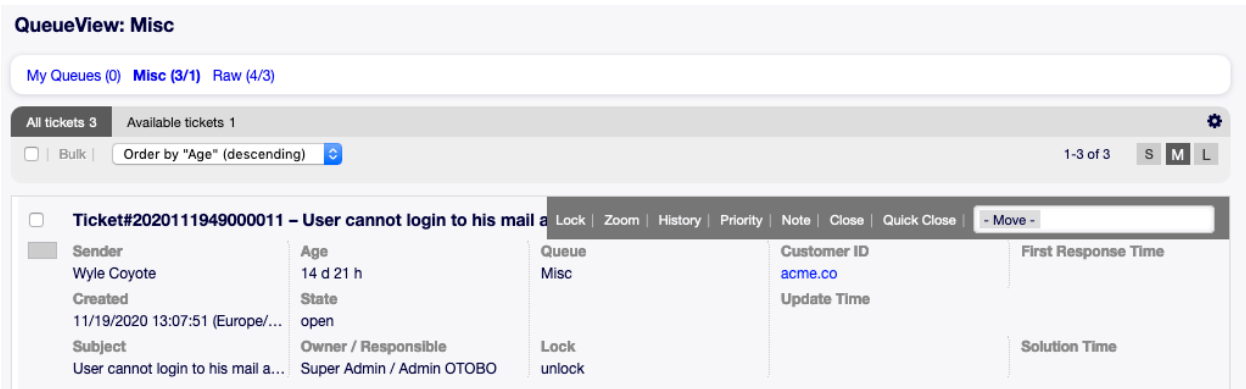 QueueView: Misc
My Queues (0) Misc (3/1) Raw (4/3)
All tickets 3 Available tickets 1
Bulk | Order by "Age" (descending) 1-3 of 3 S M L
Ticket#2020111949000011 – User cannot login to his mail a Lock | Zoom | History | Priority | Note | Close | Quick Close | - Move -
Sender Age Queue Customer ID First Response Time
Wyle Coyote 14 d 21 h Misc acme.co
Created State Update Time
11/19/2020 13:07:51 (Europe/... open
Subject Owner / Responsible Lock Solution Time
User cannot login to his mail a... Super Admin / Admin OTOBO unlock